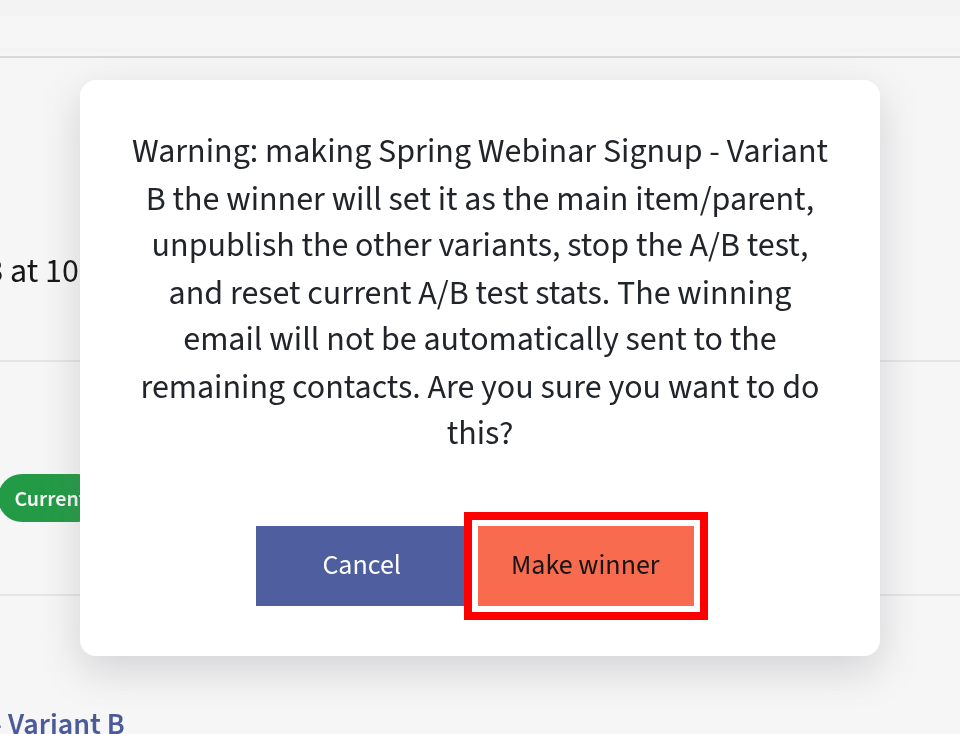 Warning: making Spring Webinar Signup - Variant
B the winner will set it as the main item/parent,
unpublish the other variants, stop the A/B test,
at 10
and reset current A/B test stats. The winning
email will not be automatically sent to the
remaining contacts. Are you sure you want to do
this?
Current
Cancel
Make winner
- Variant B